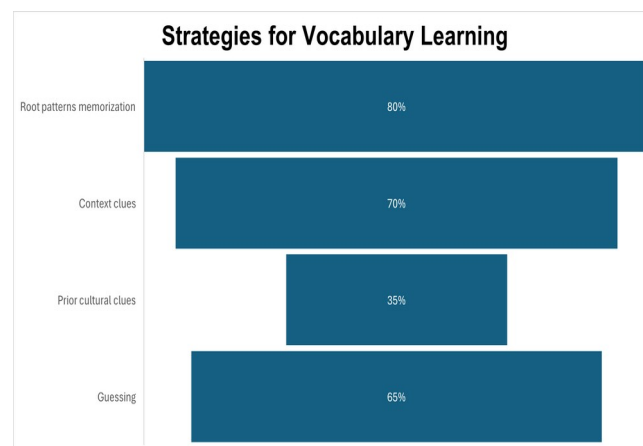 Strategies for Vocabulary Learning
Root patterns memorization
80%
Context clues
70%
Prior cultural clues
35%
Guessing
65%